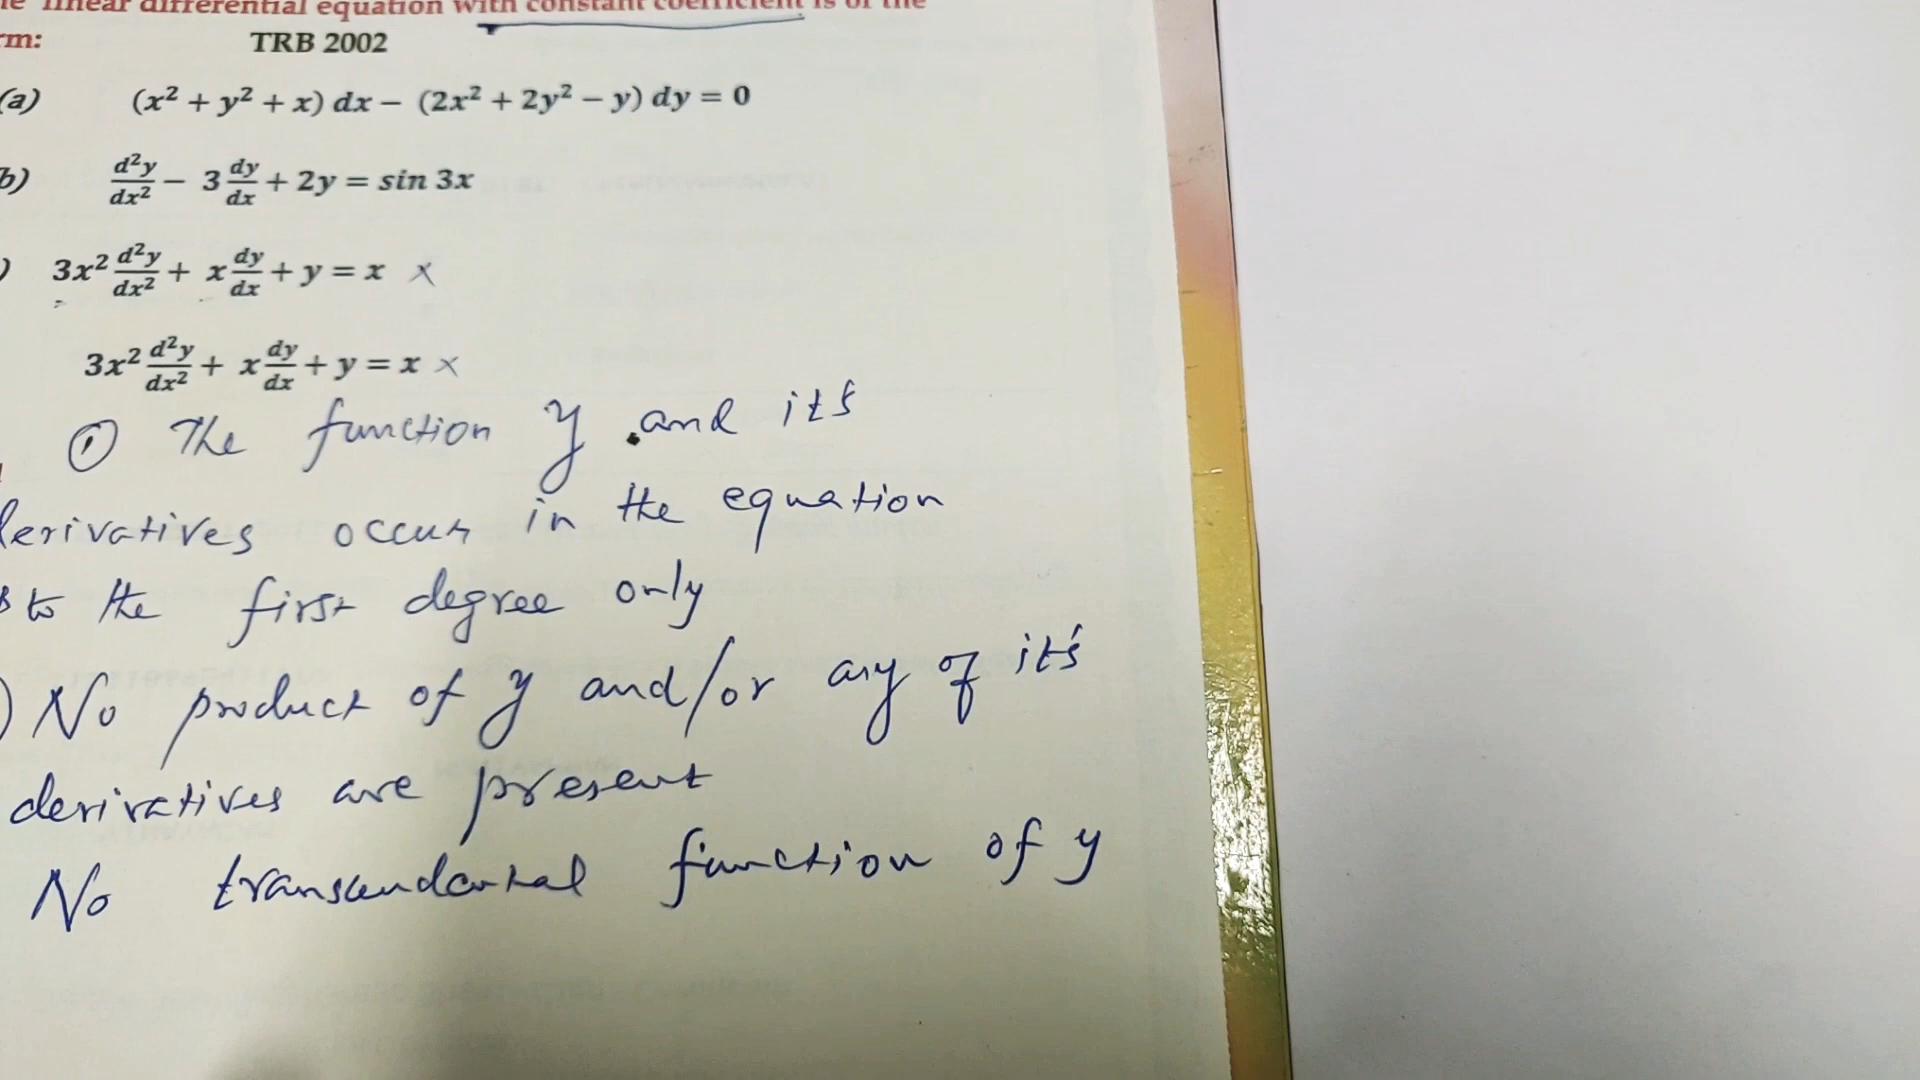 linear differential equation with constant coefficient is of the
rm: TRB 2002
(a) (x² + y² + x) dx − (2x² + 2y² − y) dy = 0
b) d²y/dx² − 3 dy/dx + 2y = sin 3x
) 3x² d²y/dx² + x dy/dx + y = x ×
3x² d²y/dx² + x dy/dx + y = x ×
① The function y and its
derivatives occur in the equation
to the first degree only
) No product of y and/or any of it's
derivatives are present
No transcendental function of y